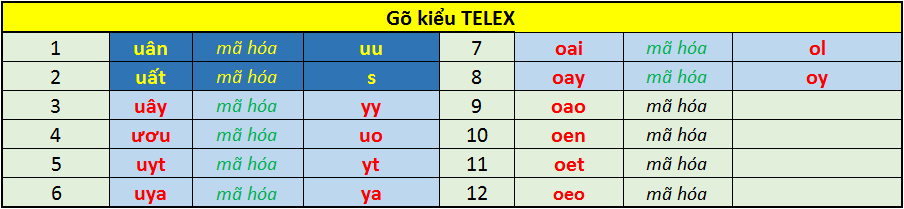 Gõ kiểu TELEX
1 uân mã hóa uu 7 oai mã hóa ol
2 uất mã hóa s 8 oay mã hóa oy
3 uây mã hóa yy 9 oao mã hóa
4 ươu mã hóa uo 10 oen mã hóa
5 uyt mã hóa yt 11 oet mã hóa
6 uya mã hóa ya 12 oeo mã hóa